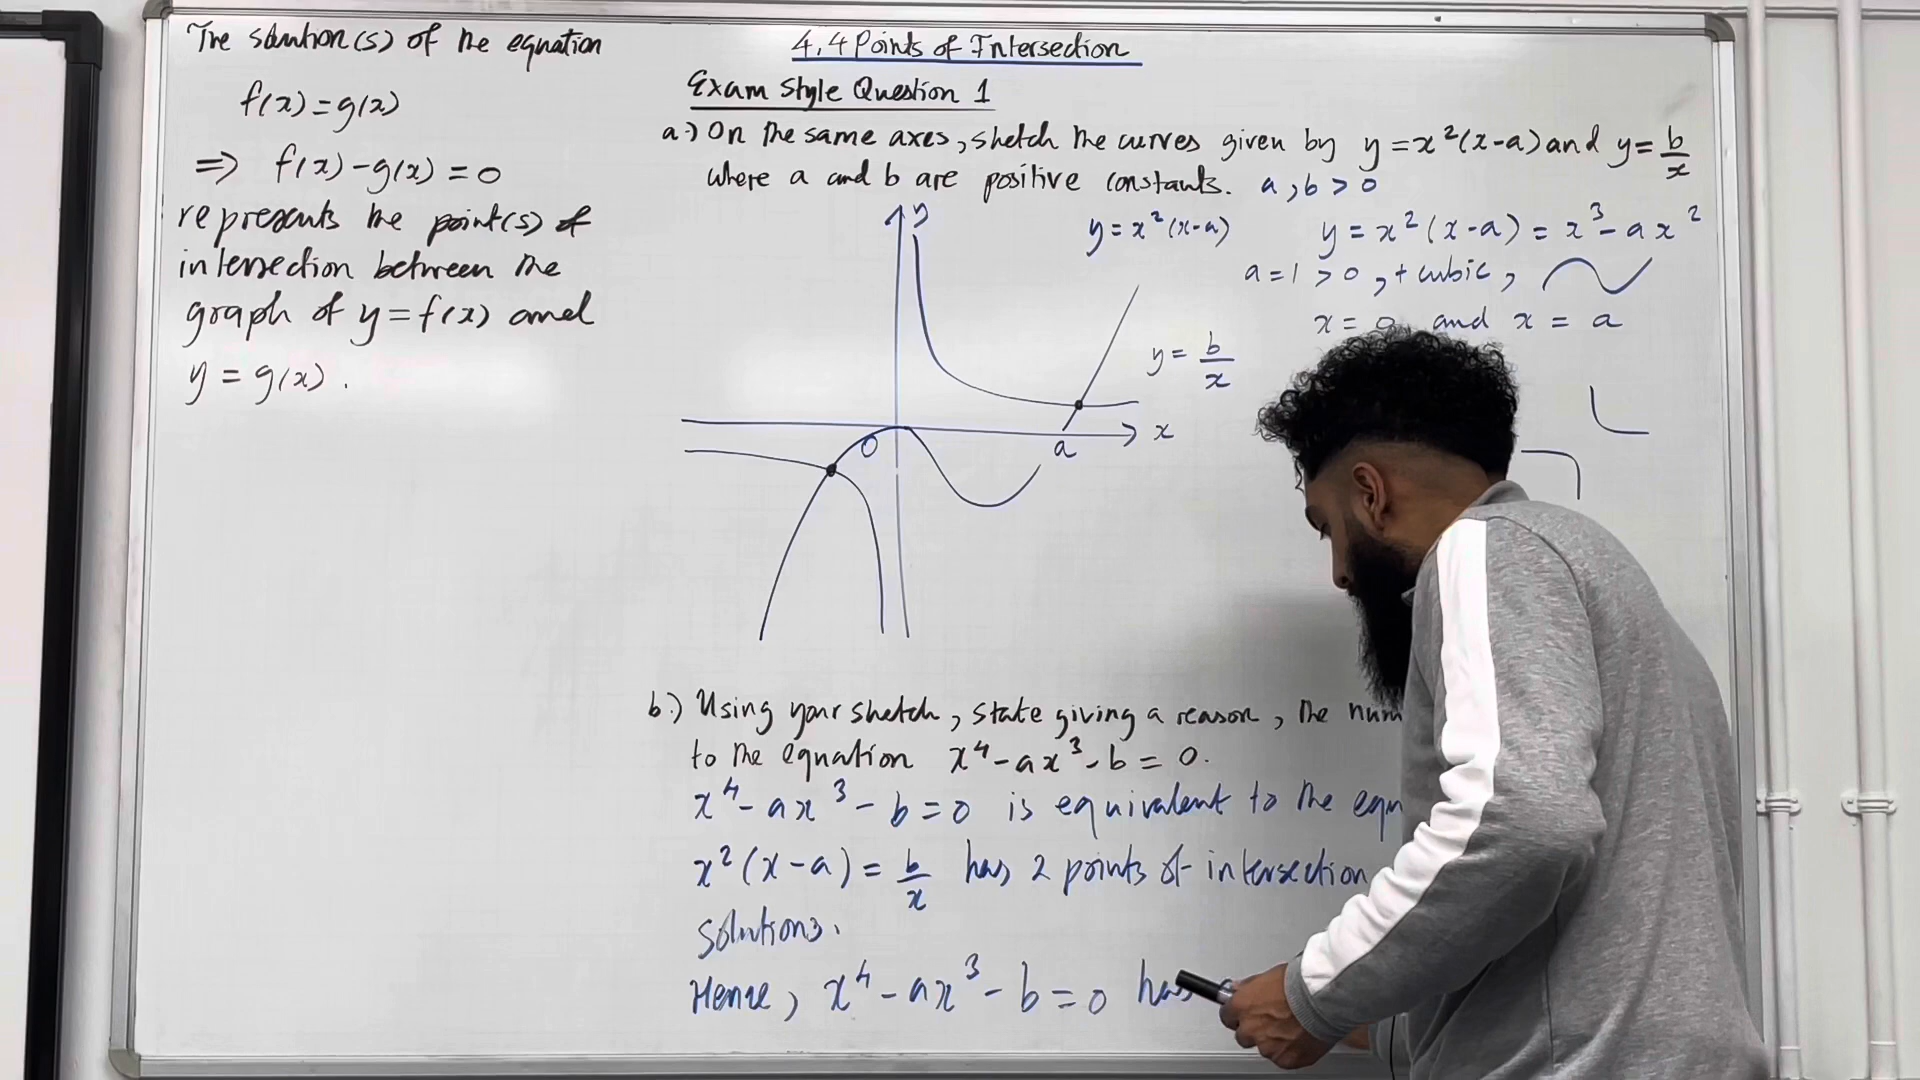 The solution(s) of the equation
f(x)=g(x)
⇒ f(x)-g(x)=0
represents the point(s) of
intersection between the
graph of y=f(x) and
y=g(x).
4.4 Points of Intersection
Exam Style Question 1
a.) On the same axes, sketch the curves given by y=x²(x-a) and y=b/x
where a and b are positive constants. a,b>0
y
y=x²(x-a)
y=x²(x-a)=x³-ax²
a=1>0, + cubic,
x=0, and x=a
y=b/x
x
O
a
b.) Using your sketch, state giving a reason, the num
to the equation x⁴-ax³-b=0.
x⁴-ax³-b=0 is equivalent to the equ
x²(x-a)=b/x has 2 points of intersection
solutions.
Hence, x⁴-ax³-b=0 has